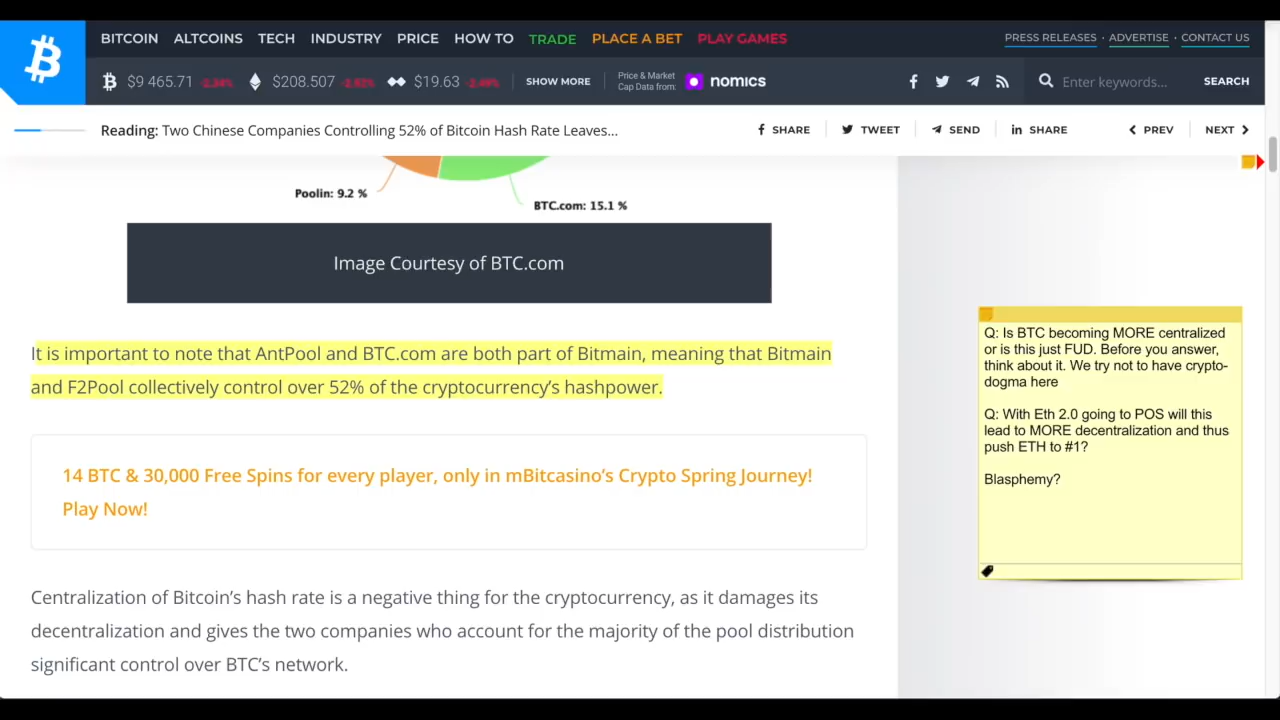 BITCOIN ALTCOINS TECH INDUSTRY PRICE HOW TO TRADE PLACE A BET PLAY GAMES
PRESS RELEASES · ADVERTISE · CONTACT US
$9 465.71 -2.34% $208.507 $19.63 SHOW MORE
Price & Market
Cap Data from:
nomics
Enter keywords...
SEARCH
Reading: Two Chinese Companies Controlling 52% of Bitcoin Hash Rate Leaves...
SHARE TWEET SEND SHARE PREV NEXT
Poolin: 9.2 %
BTC.com: 15.1 %
Image Courtesy of BTC.com
It is important to note that AntPool and BTC.com are both part of Bitmain, meaning that Bitmain
and F2Pool collectively control over 52% of the cryptocurrency's hashpower.
14 BTC & 30,000 Free Spins for every player, only in mBitcasino's Crypto Spring Journey!
Play Now!
Centralization of Bitcoin's hash rate is a negative thing for the cryptocurrency, as it damages its
decentralization and gives the two companies who account for the majority of the pool distribution
significant control over BTC's network.
Q: Is BTC becoming MORE centralized
or is this just FUD. Before you answer,
think about it. We try not to have crypto-
dogma here
Q: With Eth 2.0 going to POS will this
lead to MORE decentralization and thus
push ETH to #1?
Blasphemy?